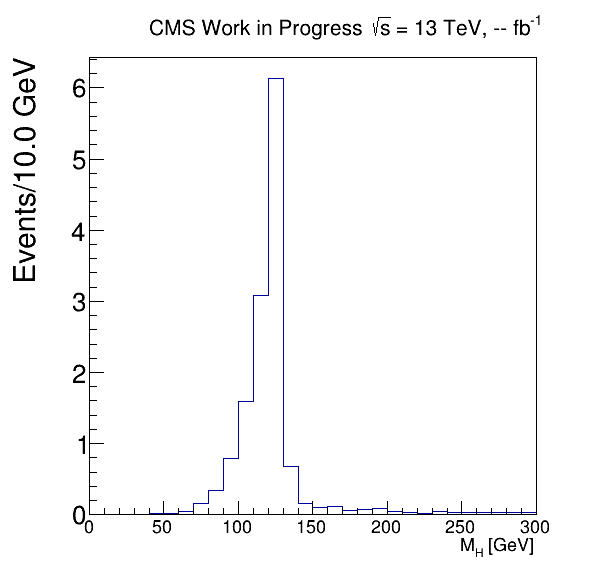 CMS Work in Progress √s = 13 TeV, -- fb⁻¹
Events/10.0 GeV
6
5
4
3
2
1
0
0 50 100 150 200 250 300
M_H [GeV]